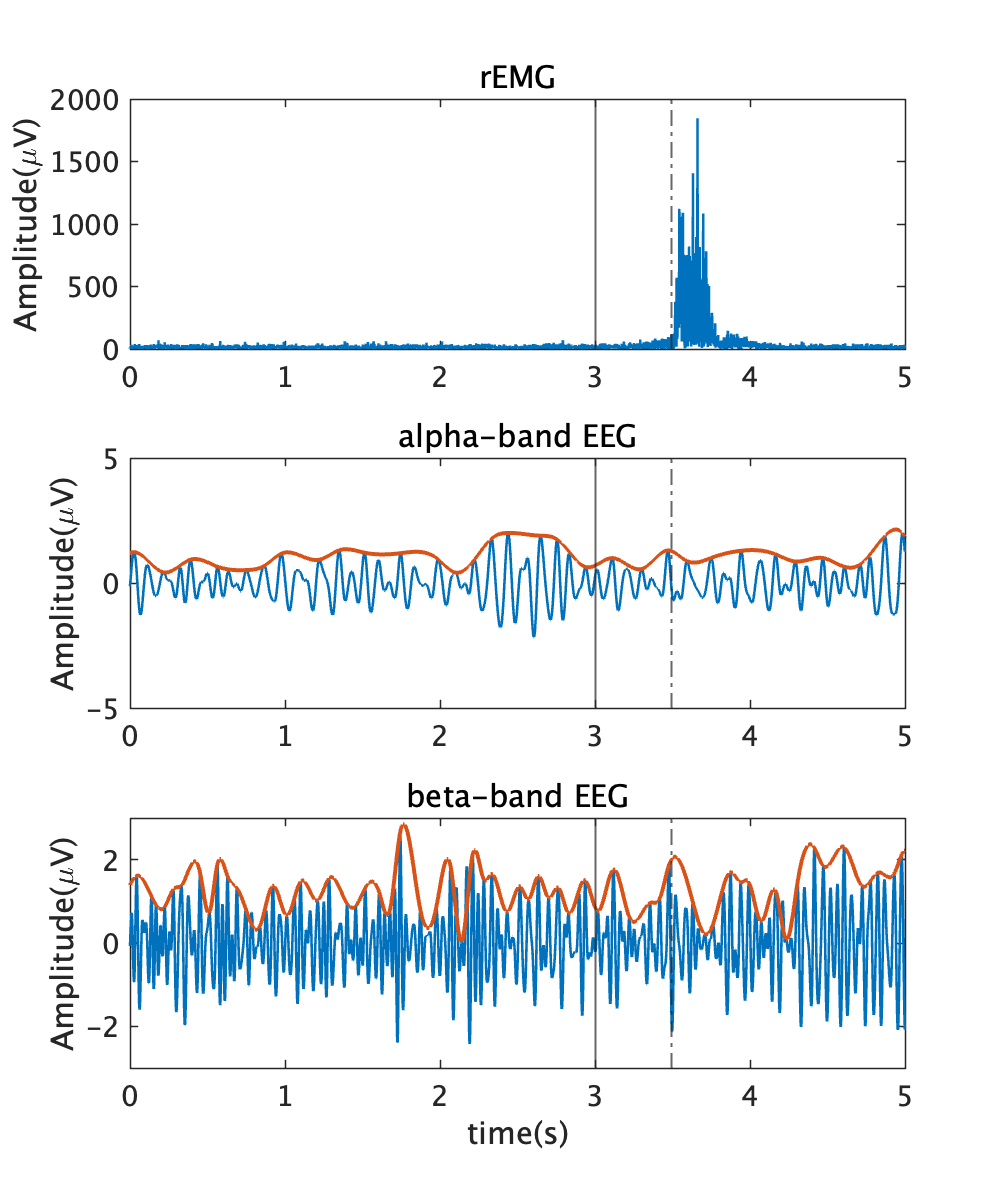 rEMG
Amplitude(μV)
2000
1500
1000
500
0
0 1 2 3 4 5
alpha-band EEG
Amplitude(μV)
5
0
−5
0 1 2 3 4 5
beta-band EEG
Amplitude(μV)
2
0
−2
0 1 2 3 4 5
time(s)